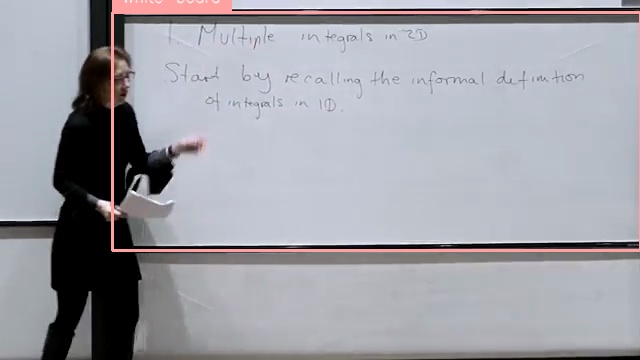 white board
1. Multiple integrals in 2D
Start by recalling the informal definition
of integrals in 1D.